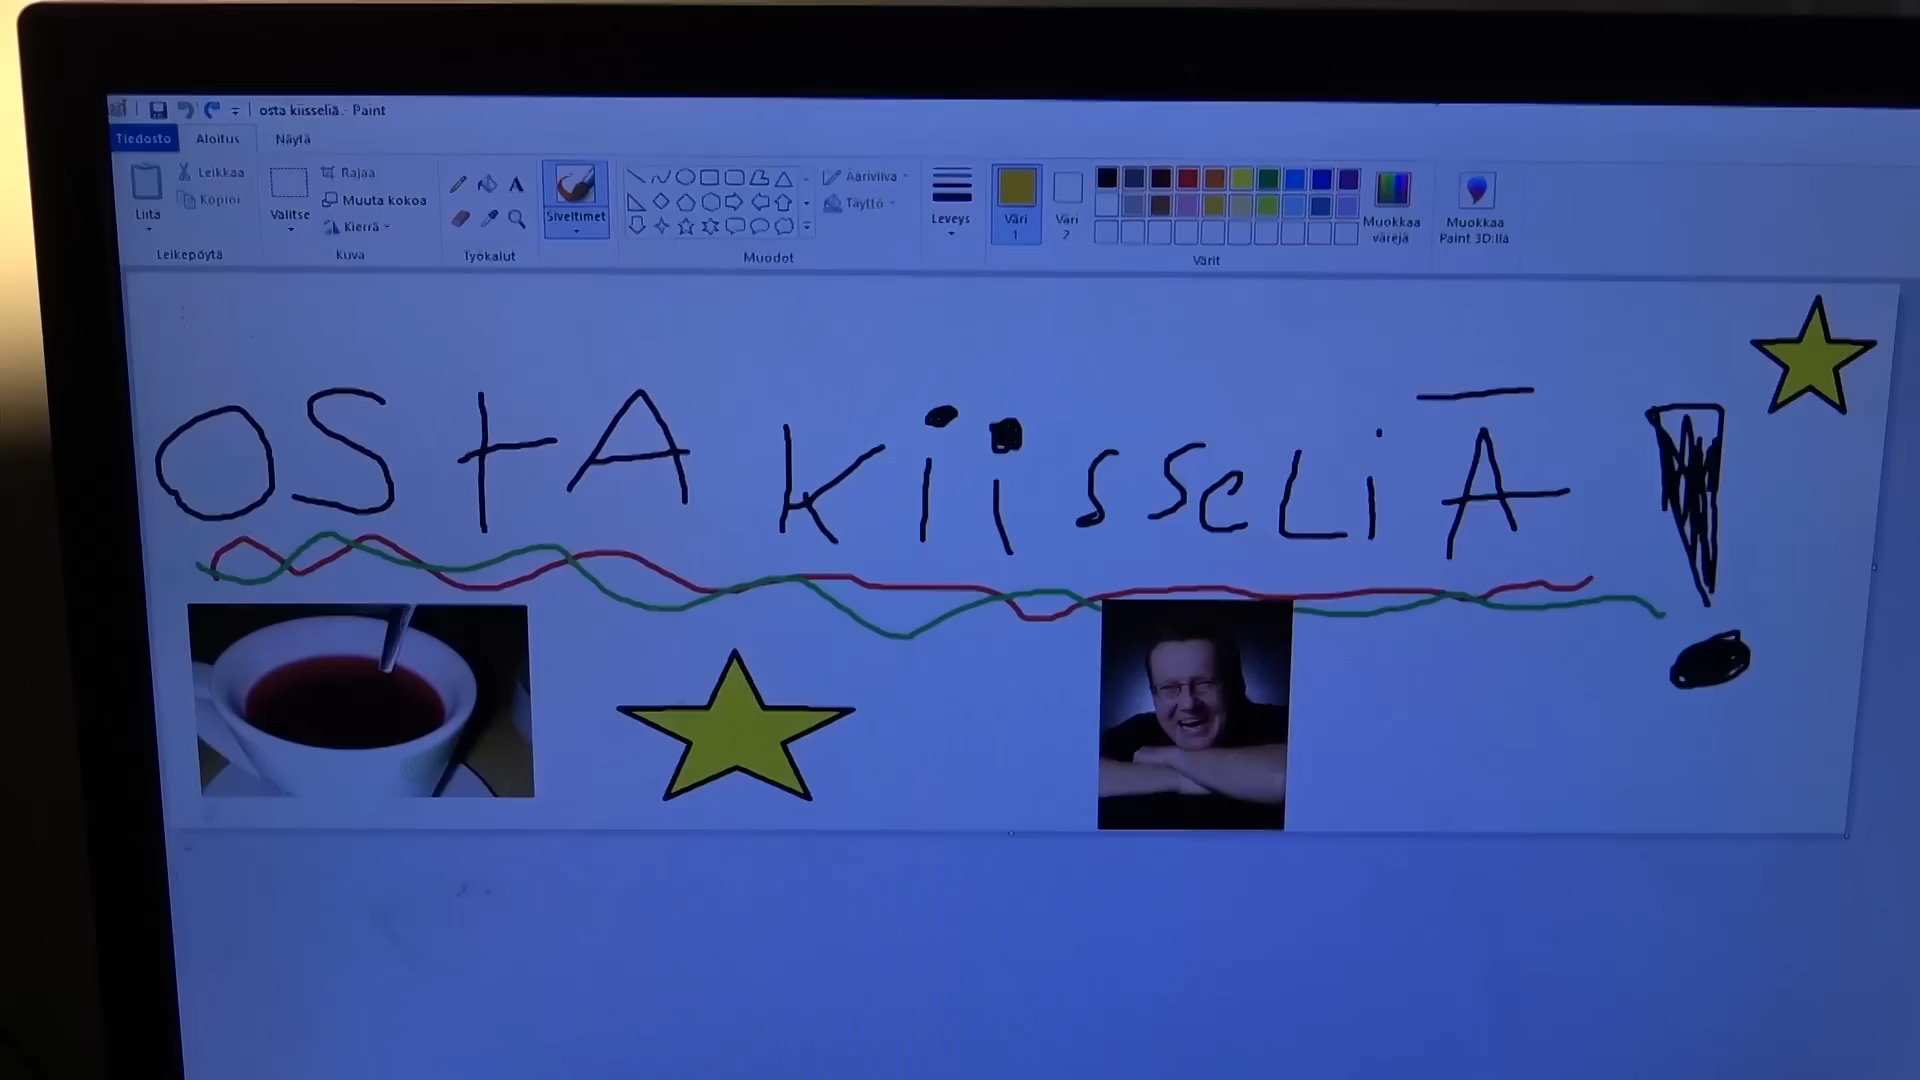 osta kiisseliä - Paint
Tiedosto Aloitus Näytä
Liitä Leikkaa Kopioi Leikepöytä
Valitse Rajaa Muuta kokoa Kierrä Kuva
A Työkalut
Siveltimet
Muodot Ääriviiva Täyttö
Leveys
Väri 1
Väri 2
Värit
Muokkaa värejä
Muokkaa Paint 3D:llä
OStA kiisseLiĀ!